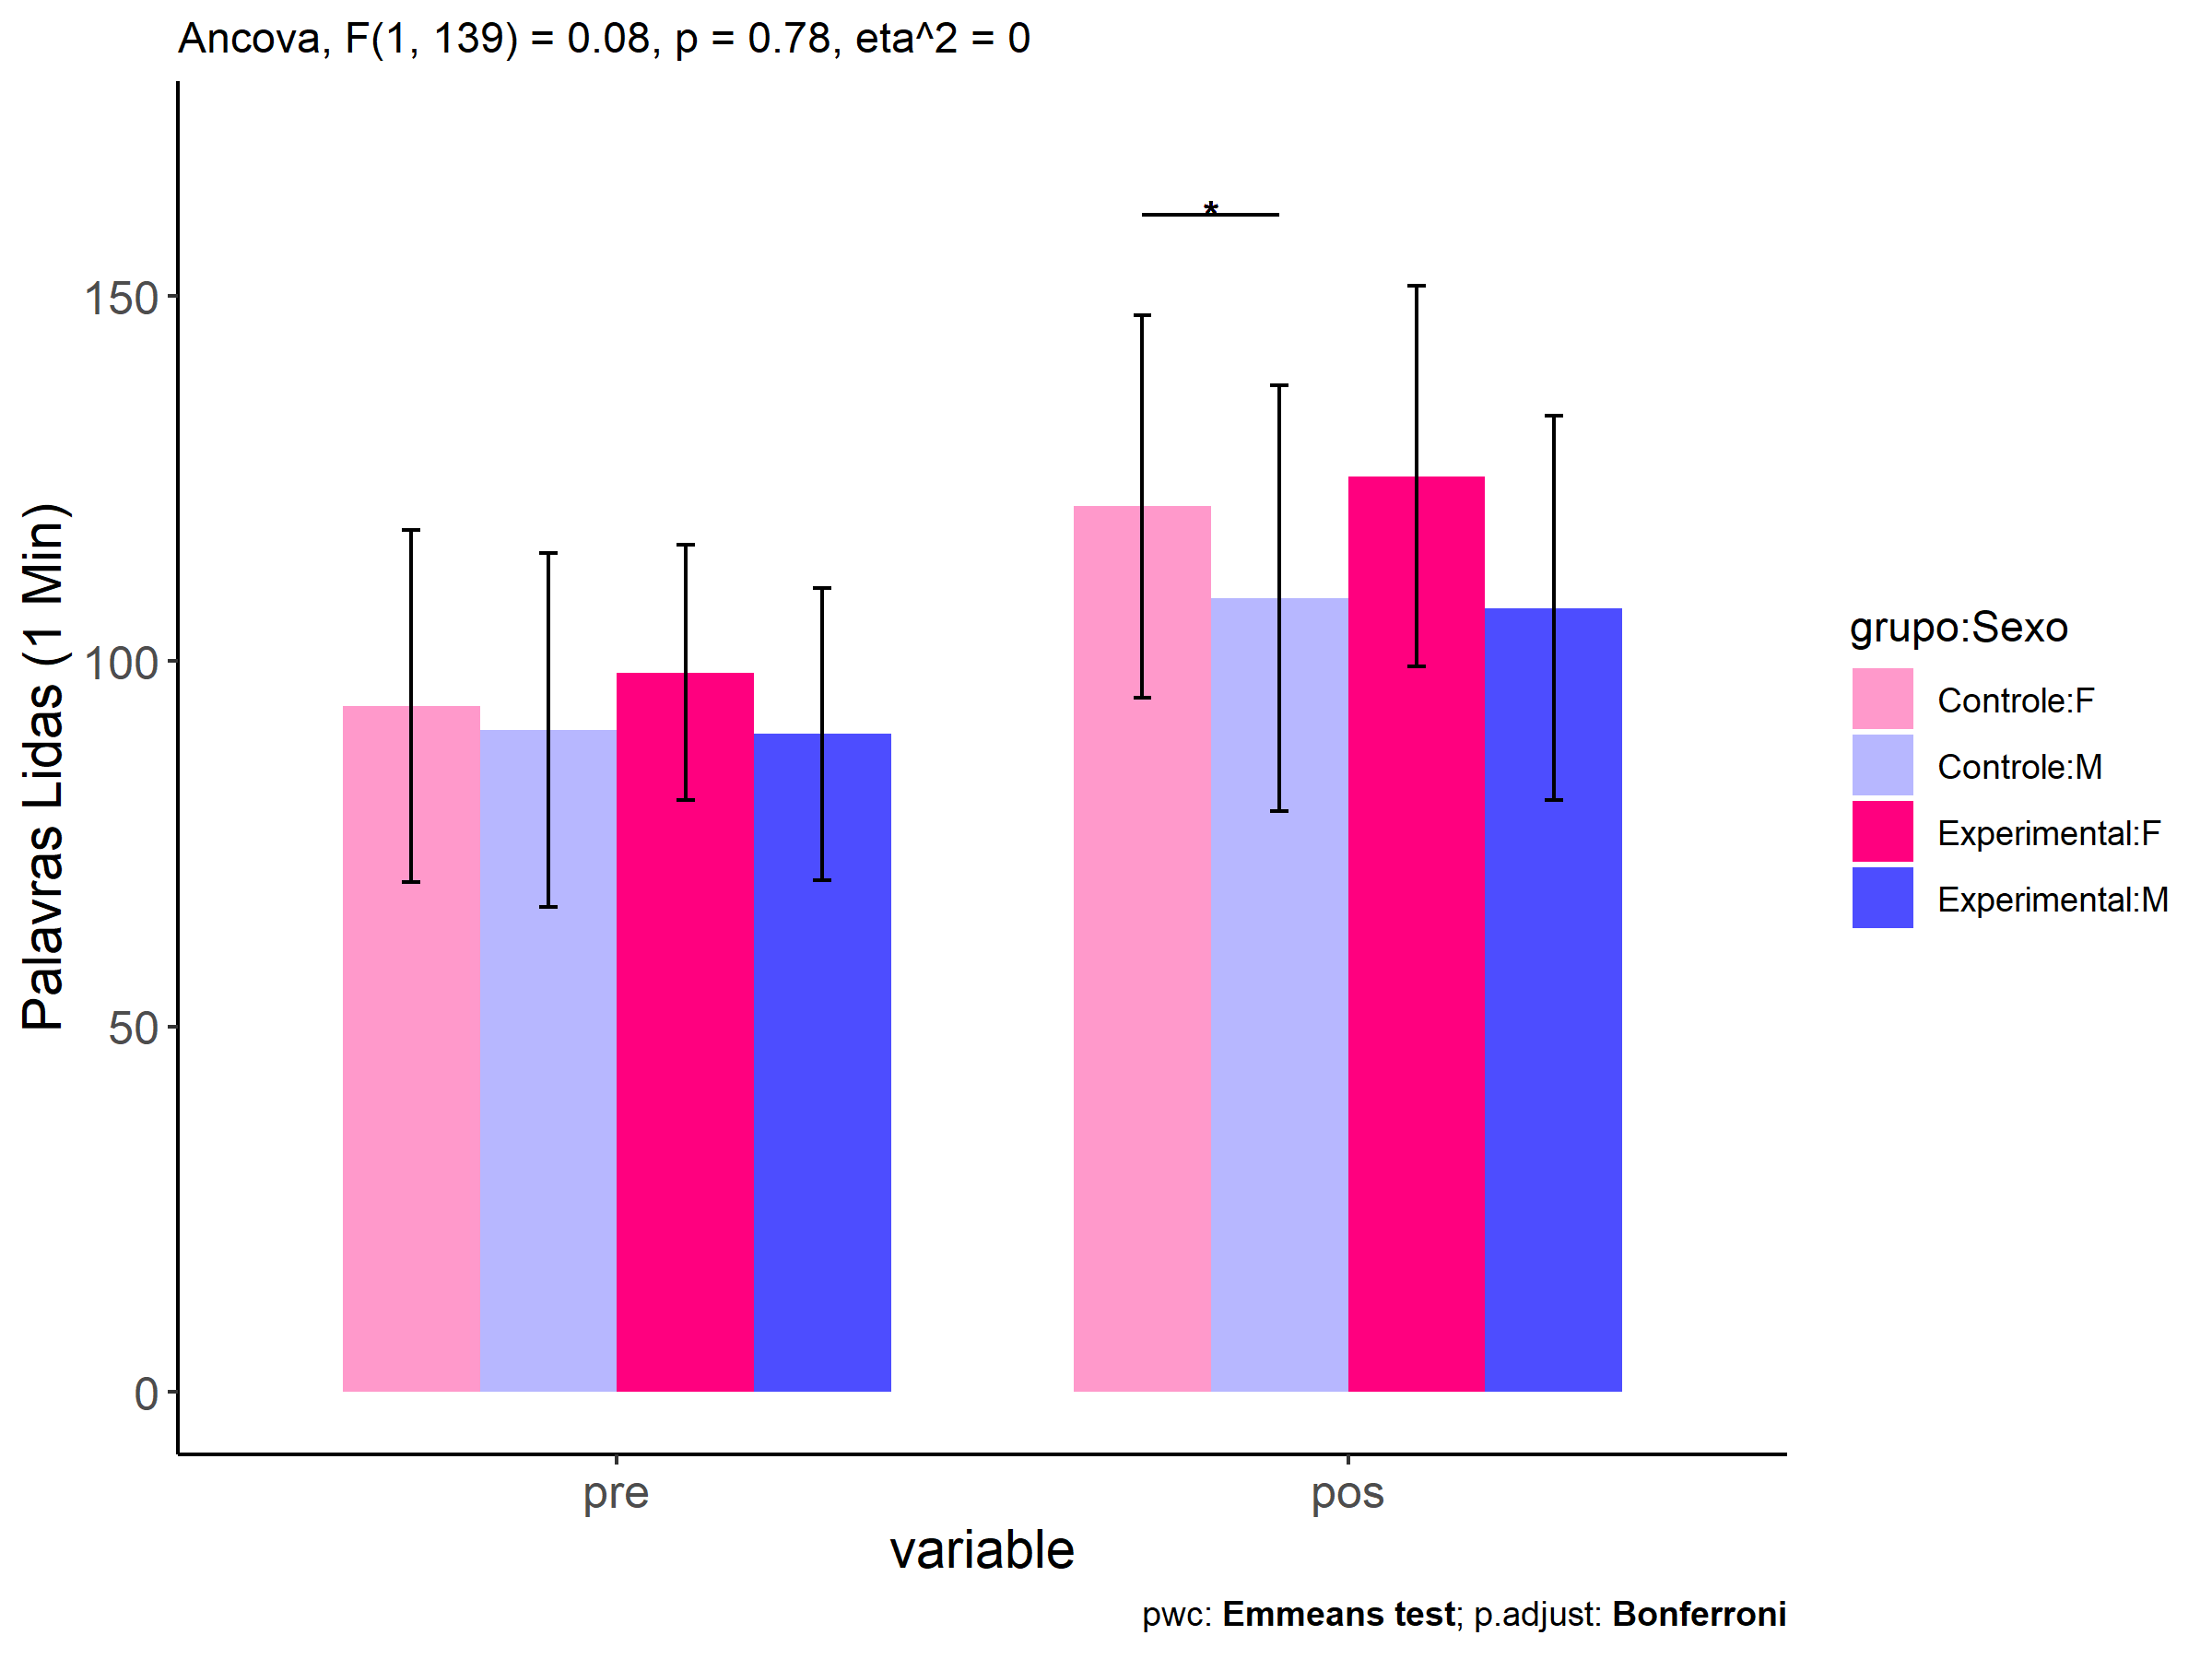 Ancova, F(1, 139) = 0.08, p = 0.78, eta^2 = 0
*
Palavras Lidas (1 Min)
150
100
50
0
pre
pos
variable
grupo:Sexo
Controle:F
Controle:M
Experimental:F
Experimental:M
pwc: Emmeans test; p.adjust: Bonferroni